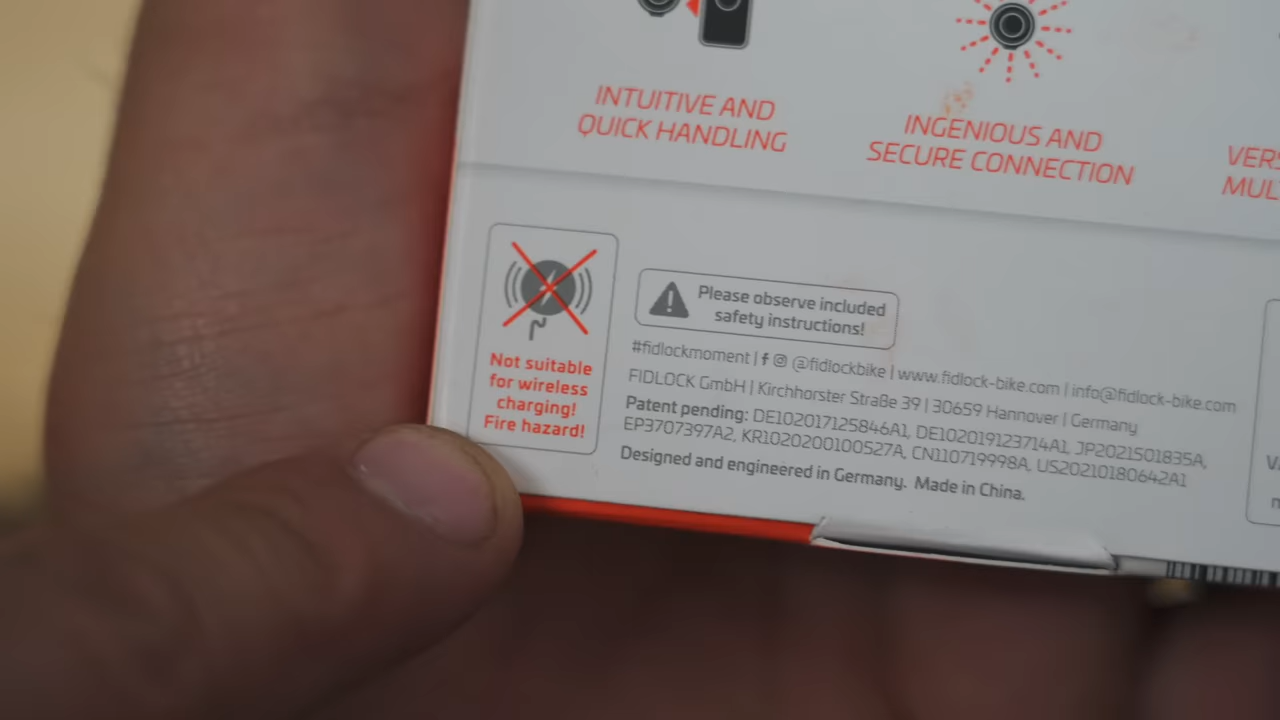 INTUITIVE AND
QUICK HANDLING
INGENIOUS AND
SECURE CONNECTION
Not suitable
for wireless
charging!
Fire hazard!
Please observe included
safety instructions!
#fidlockmoment | @fidlockbike | www.fidlock-bike.com | info@fidlock-bike.com
FIDLOCK GmbH | Kirchhorster Straße 39 | 30659 Hannover | Germany
Patent pending: DE102017125846A1, DE102019123714A1, JP2021501835A,
EP3707397A2, KR1020200100527A, CN110719998A, US20210180642A1
Designed and engineered in Germany. Made in China.